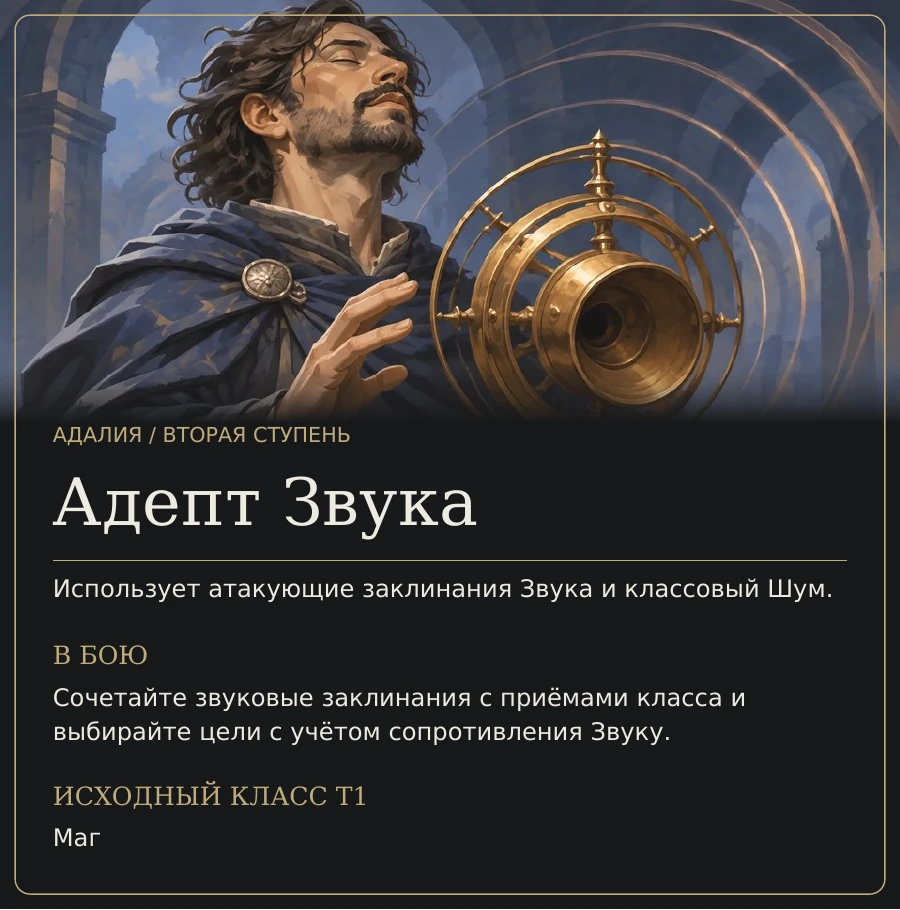 АДАЛИЯ / ВТОРАЯ СТУПЕНЬ
Адепт Звука
Использует атакующие заклинания Звука и классовый Шум.
В БОЮ
Сочетайте звуковые заклинания с приёмами класса и
выбирайте цели с учётом сопротивления Звуку.
ИСХОДНЫЙ КЛАСС Т1
Маг